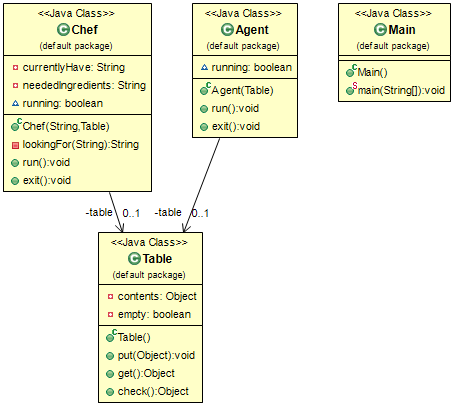 <<Java Class>>
Chef
(default package)
currentlyHave: String
neededIngredients: String
running: boolean
Chef(String,Table)
lookingFor(String):String
run():void
exit():void
<<Java Class>>
Agent
(default package)
running: boolean
Agent(Table)
run():void
exit():void
<<Java Class>>
Main
(default package)
Main()
main(String[]):void
-table 0..1
-table 0..1
<<Java Class>>
Table
(default package)
contents: Object
empty: boolean
Table()
put(Object):void
get():Object
check():Object